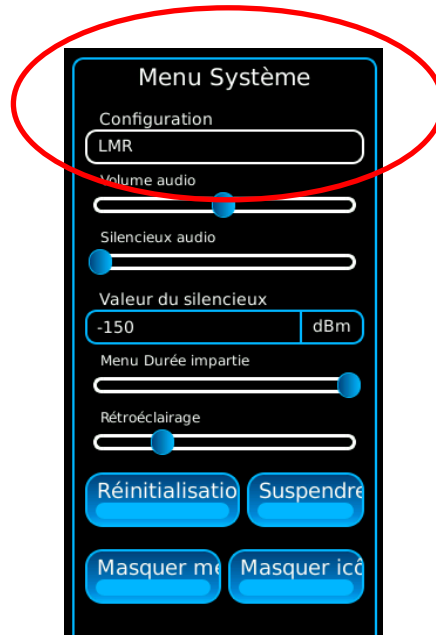 Menu Système
Configuration
LMR
Volume audio
Silencieux audio
Valeur du silencieux
-150 dBm
Menu Durée impartie
Rétroéclairage
Réinitialisatio Suspendre
Masquer me Masquer icô